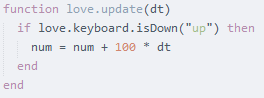 function love.update(dt)
  if love.keyboard.isDown("up") then
    num = num + 100 * dt
  end
end